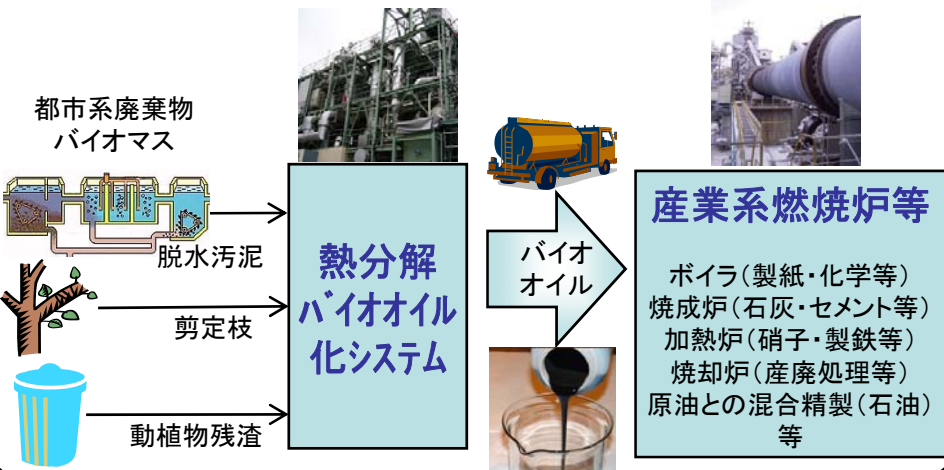 都市系廃棄物
バイオマス
脱水汚泥
剪定枝
動植物残渣
熱分解
バイオオイル
化システム
バイオ
オイル
産業系燃焼炉等
ボイラ（製紙・化学等）
焼成炉（石灰・セメント等）
加熱炉（硝子・製鉄等）
焼却炉（産廃処理等）
原油との混合精製（石油）
等